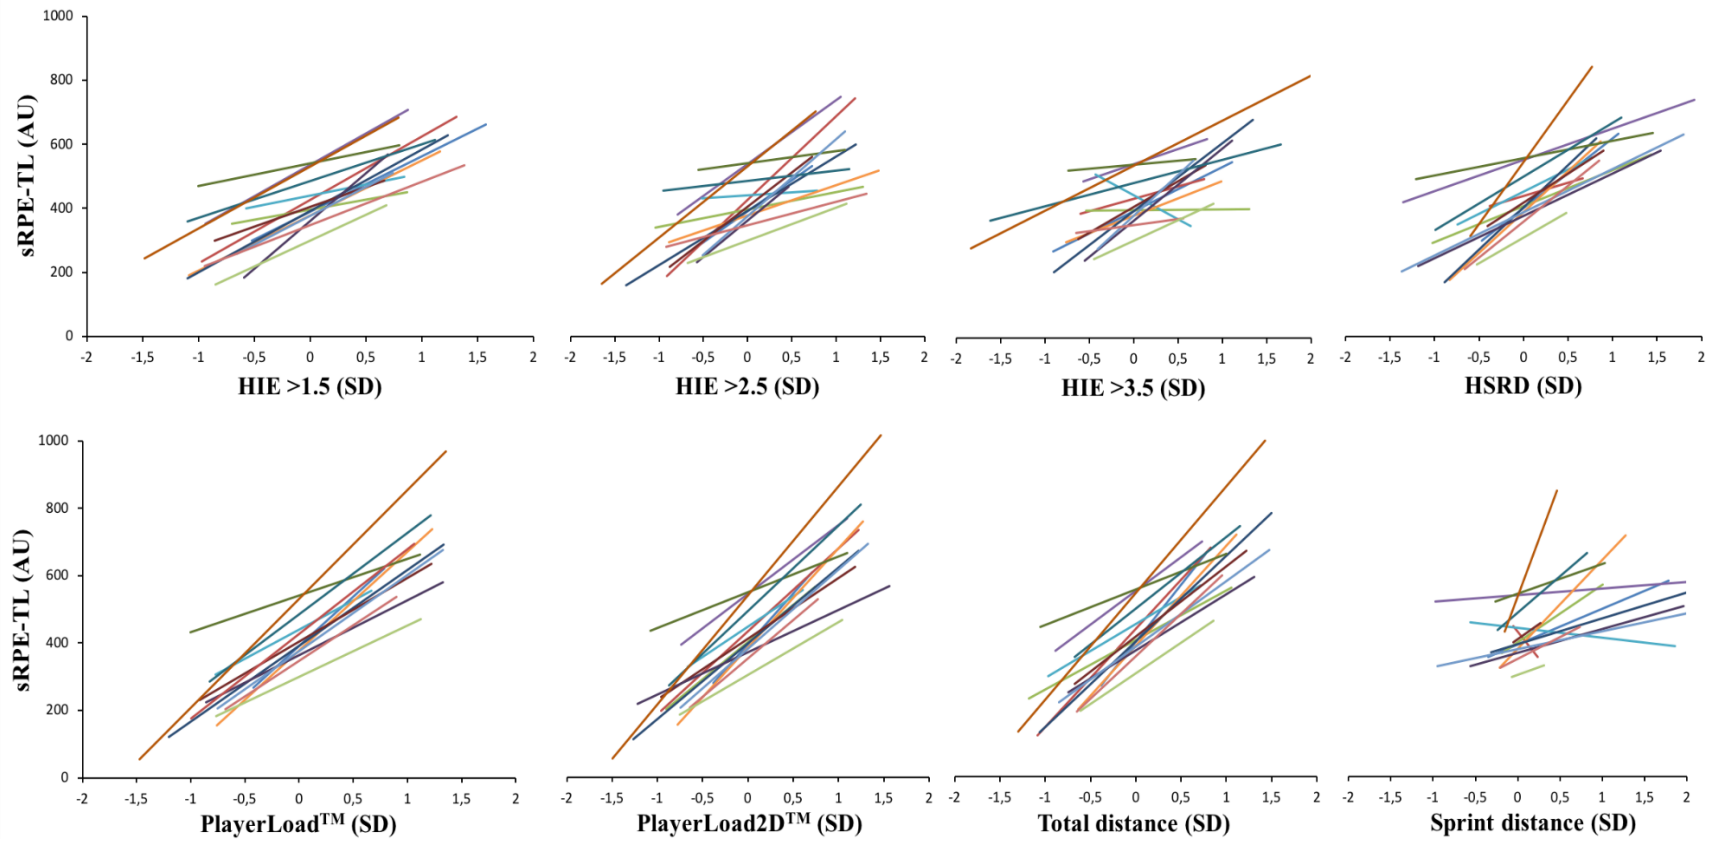 1000
800
600
400
200
0
sRPE-TL (AU)
-2 -1,5 -1 -0,5 0 0,5 1 1,5 2
-2 -1,5 -1 -0,5 0 0,5 1 1,5 2
-2 -1,5 -1 -0,5 0 0,5 1 1,5 2
-2 -1,5 -1 -0,5 0 0,5 1 1,5 2
HIE >1.5 (SD)
HIE >2.5 (SD)
HIE >3.5 (SD)
HSRD (SD)
1000
800
600
400
200
0
sRPE-TL (AU)
-2 -1,5 -1 -0,5 0 0,5 1 1,5 2
-2 -1,5 -1 -0,5 0 0,5 1 1,5 2
-2 -1,5 -1 -0,5 0 0,5 1 1,5 2
-2 -1,5 -1 -0,5 0 0,5 1 1,5 2
PlayerLoad™ (SD)
PlayerLoad2D™ (SD)
Total distance (SD)
Sprint distance (SD)